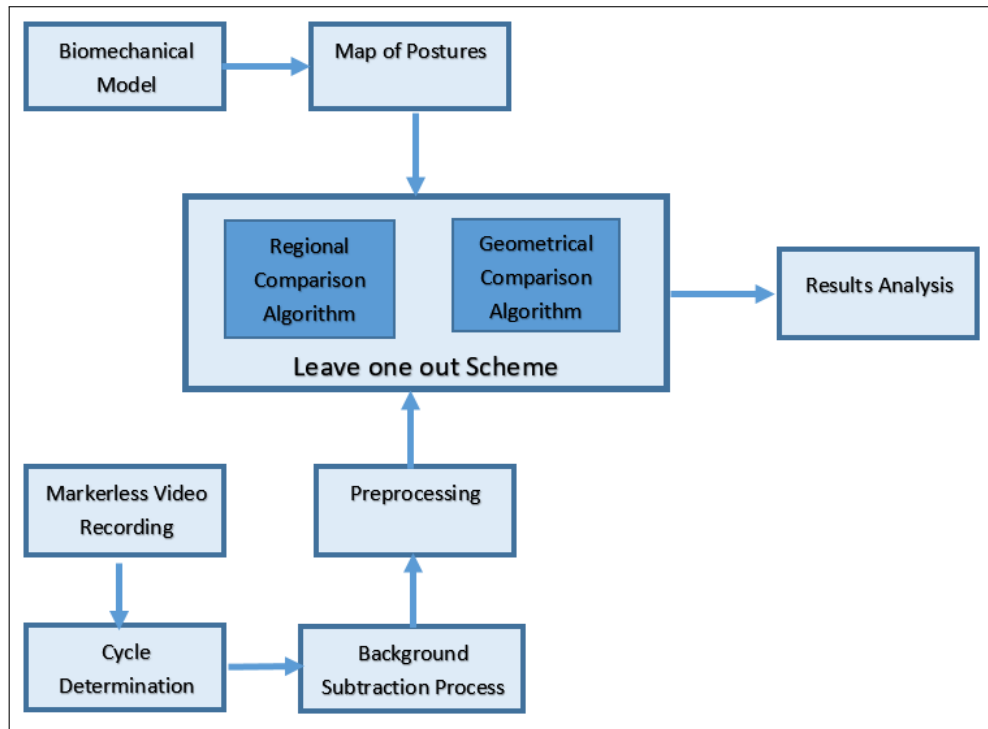 Biomechanical
Model
Map of Postures
Regional
Comparison
Algorithm
Geometrical
Comparison
Algorithm
Leave one out Scheme
Results Analysis
Markerless Video
Recording
Preprocessing
Cycle
Determination
Background
Subtraction Process